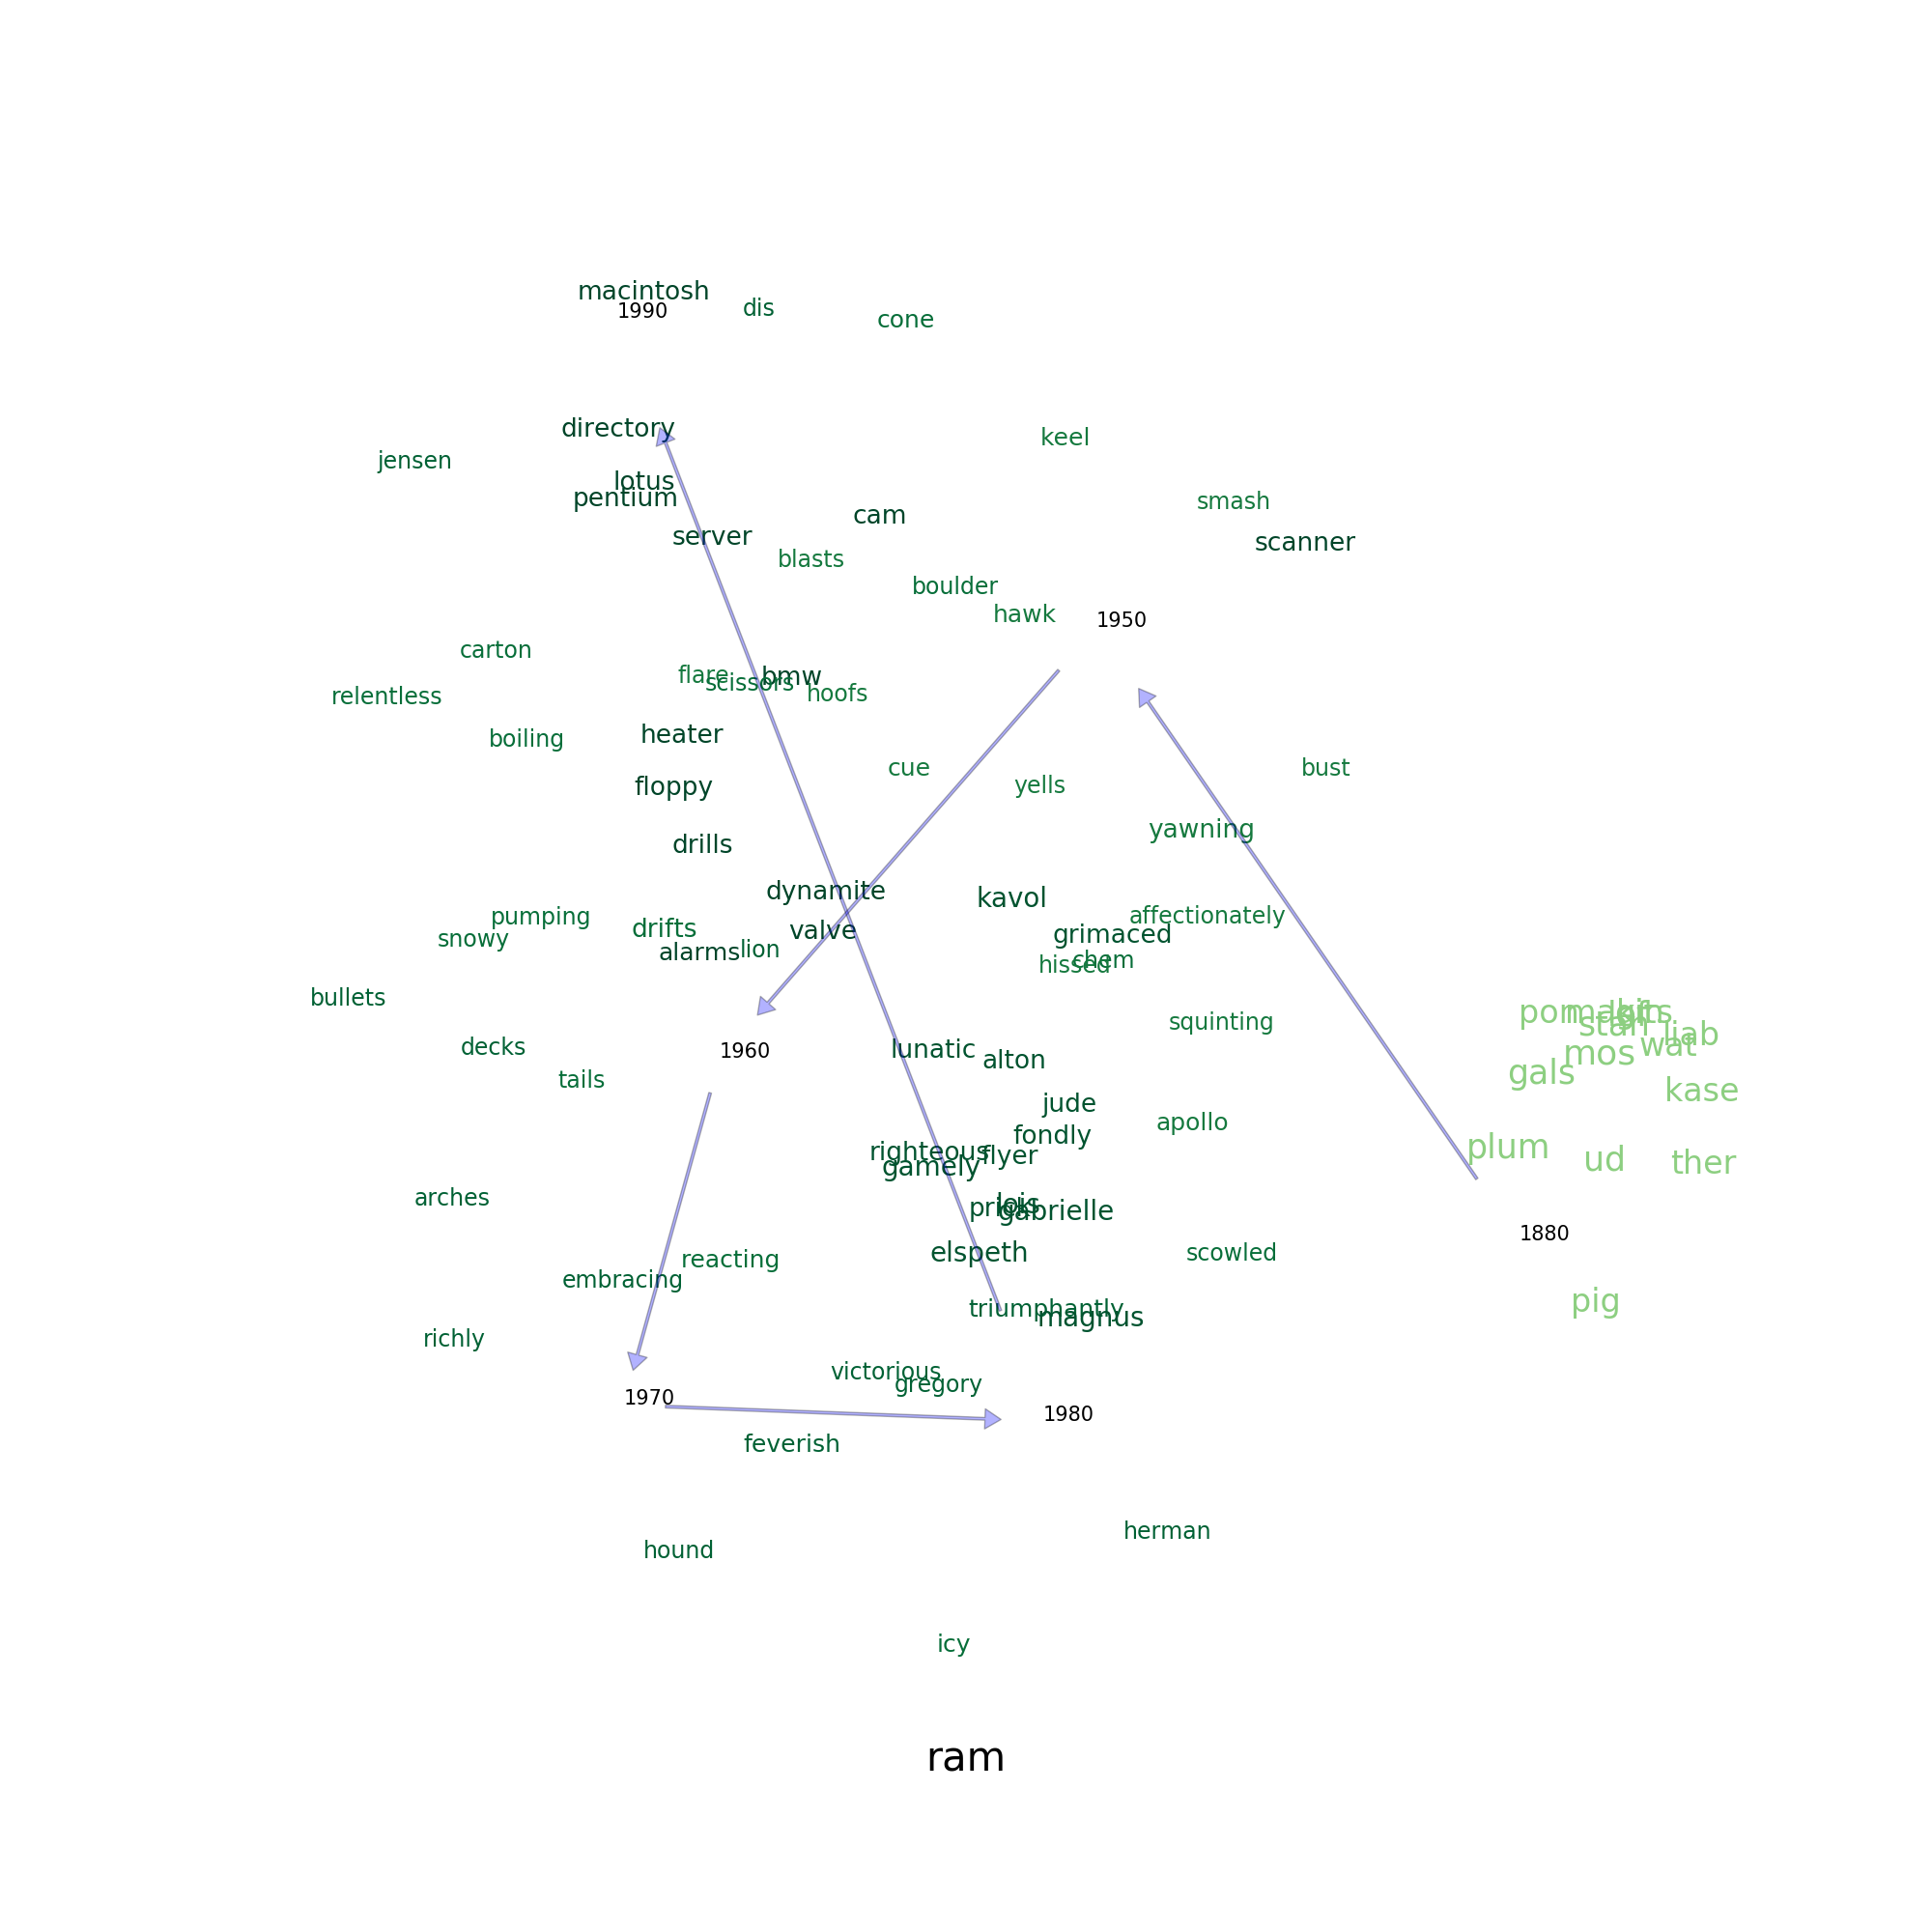 macintosh
1990
dis
cone
directory
keel
jensen
lotus
pentium
smash
cam
server
scanner
blasts
boulder
hawk
1950
carton
flare
bmw
scissors
relentless
hoofs
heater
boiling
cue
bust
yells
floppy
yawning
drills
dynamite
kavol
pumping
affectionately
drifts
valve
grimaced
snowy
alarms
lion
chem
hissed
bullets
squinting
stan
liab
wat
decks
1960
lunatic
mos
alton
gals
tails
kase
jude
apollo
fondly
plum
righteous
flyer
ud
ther
gamely
arches
lois
gabrielle
1880
elspeth
scowled
reacting
embracing
pig
triumphantly
magnus
richly
victorious
gregory
1970
1980
feverish
herman
hound
icy
ram